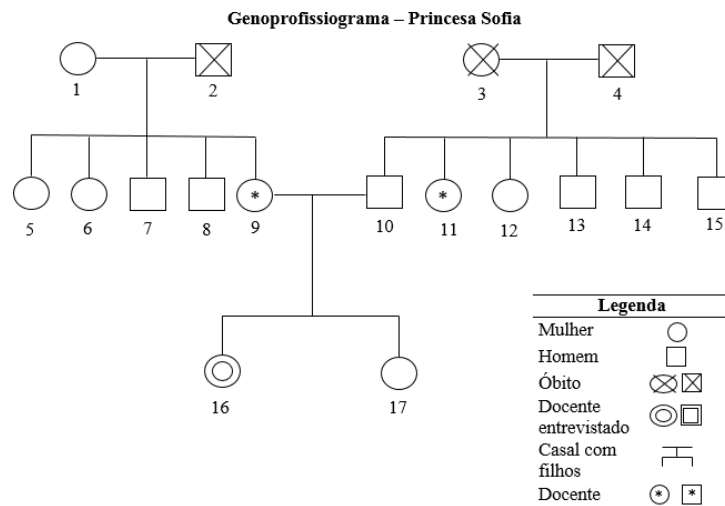 Genoprofissiograma – Princesa Sofia
1 2 3 4
* *
5 6 7 8 9 10 11 12 13 14 15
16 17
Legenda
Mulher
Homem
Óbito
Docente
entrevistado
Casal com
filhos
Docente * *